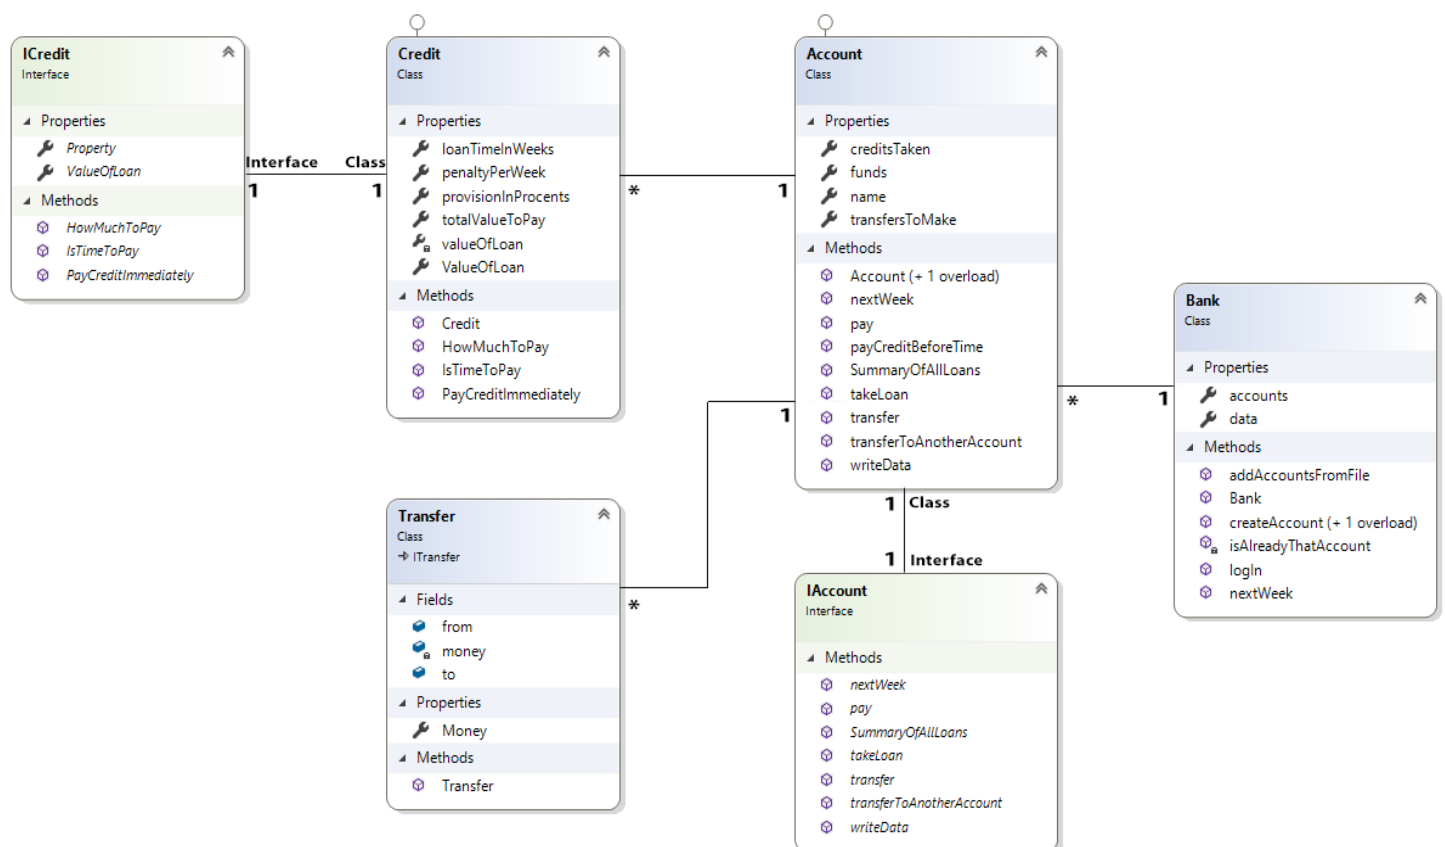 ICredit
Interface
Properties
Property
ValueOfLoan
Methods
HowMuchToPay
IsTimeToPay
PayCreditImmediately
Interface
Class
1
1
Credit
Class
Properties
loanTimeInWeeks
penaltyPerWeek
provisionInProcents
totalValueToPay
valueOfLoan
ValueOfLoan
Methods
Credit
HowMuchToPay
IsTimeToPay
PayCreditImmediately
*
1
Account
Class
Properties
creditsTaken
funds
name
transfersToMake
Methods
Account (+ 1 overload)
nextWeek
pay
payCreditBeforeTime
SummaryOfAllLoans
takeLoan
transfer
transferToAnotherAccount
writeData
*
1
Bank
Class
Properties
accounts
data
Methods
addAccountsFromFile
Bank
createAccount (+ 1 overload)
isAlreadyThatAccount
logIn
nextWeek
1
*
Transfer
Class
ITransfer
Fields
from
money
to
Properties
Money
Methods
Transfer
1 Class
1 Interface
IAccount
Interface
Methods
nextWeek
pay
SummaryOfAllLoans
takeLoan
transfer
transferToAnotherAccount
writeData